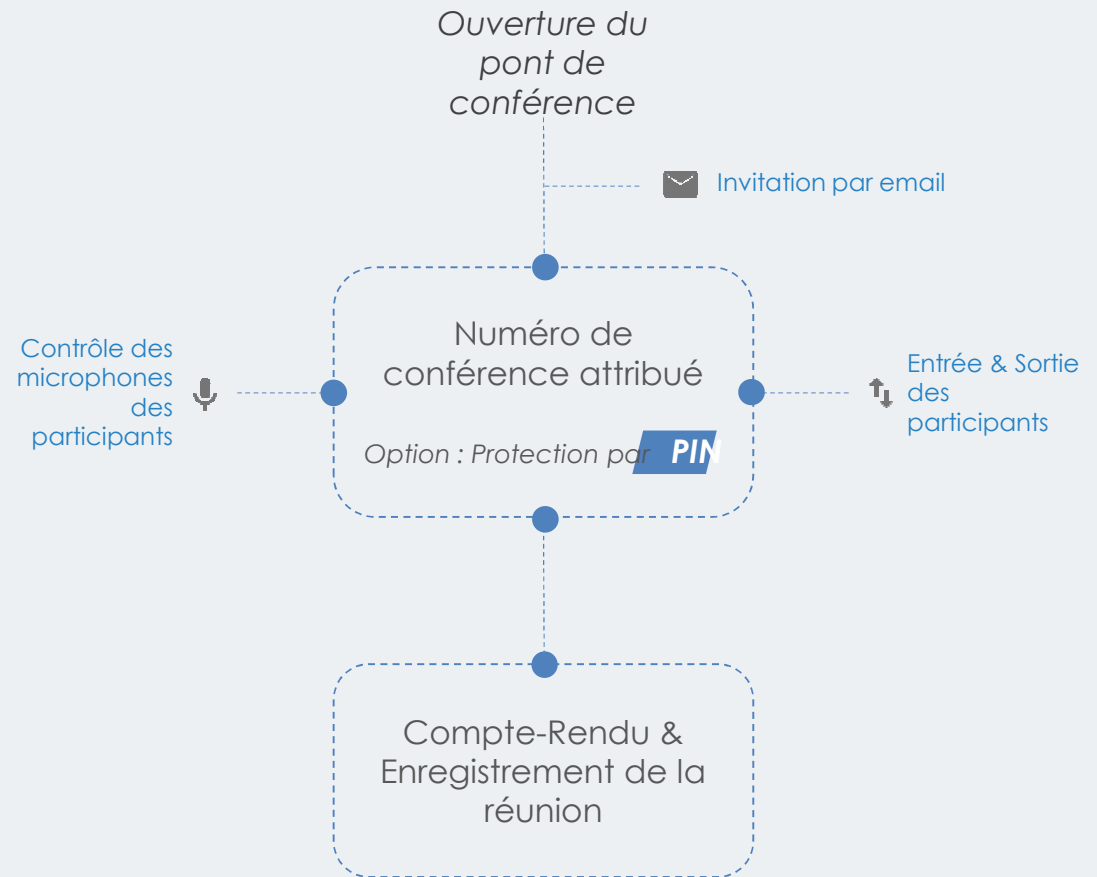 Ouverture du
pont de
conférence
Invitation par email
Numéro de
conférence attribué
Option : Protection par PIN
Contrôle des
microphones
des
participants
Entrée & Sortie
des
participants
Compte-Rendu &
Enregistrement de la
réunion